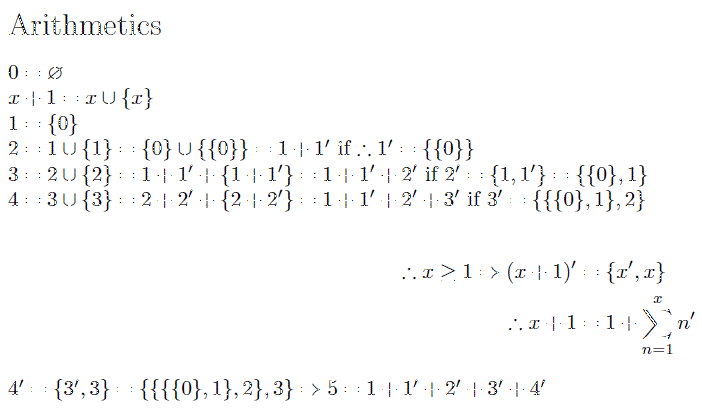 Arithmetics
0 = ∅
x + 1 = x ∪ {x}
1 = {0}
2 = 1 ∪ {1} = {0} ∪ {{0}} = 1 + 1′ if ∴ 1′ = {{0}}
3 = 2 ∪ {2} = 1 + 1′ + {1 + 1′} = 1 + 1′ + 2′ if 2′ = {1, 1′} = {{0}, 1}
4 = 3 ∪ {3} = 2 + 2′ + {2 + 2′} = 1 + 1′ + 2′ + 3′ if 3′ = {{{0}, 1}, 2}
∴ x ≥ 1 => (x + 1)′ = {x′, x}
∴ x + 1 = 1 + ∑_{n=1}^{x} n′
4′ = {3′, 3} = {{{{0}, 1}, 2}, 3} => 5 = 1 + 1′ + 2′ + 3′ + 4′